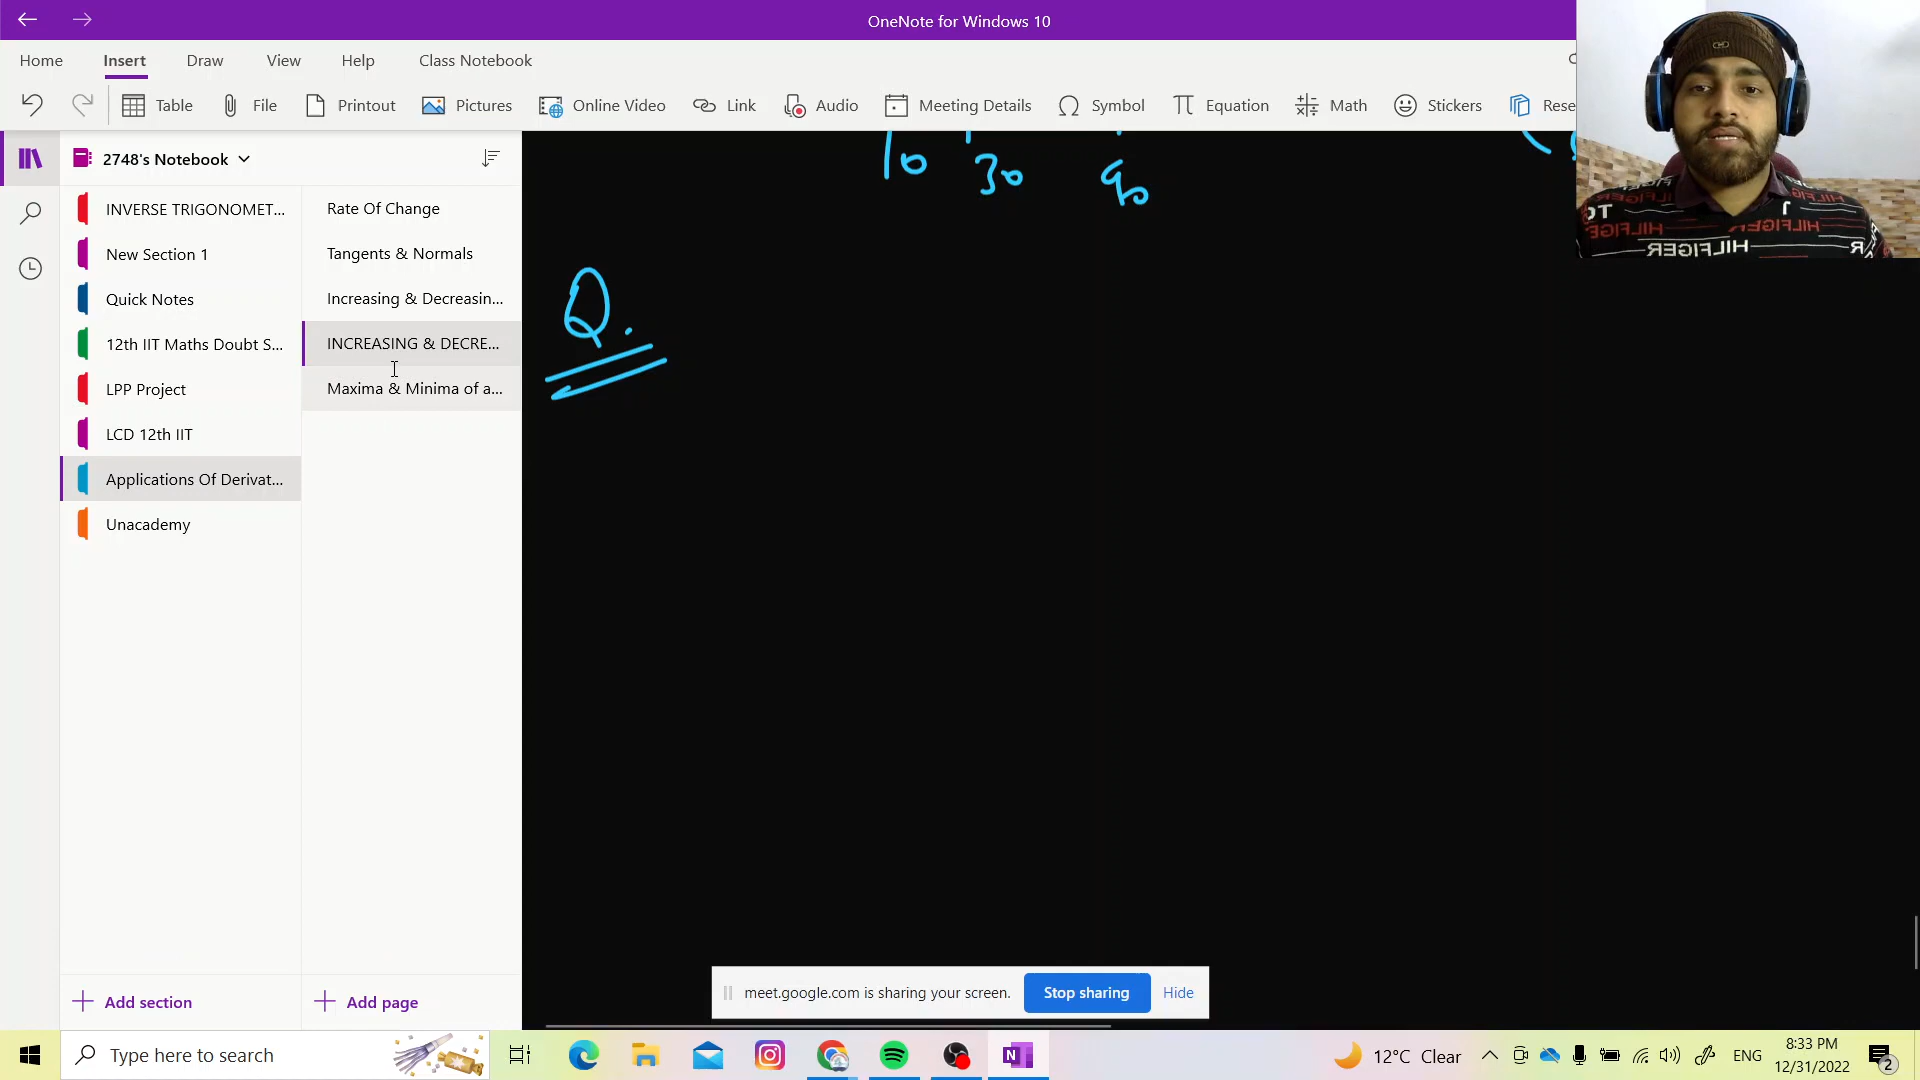 OneNote for Windows 10
Home Insert Draw View Help Class Notebook
Table File Printout Pictures Online Video Link Audio Meeting Details Symbol Equation Math Stickers Rese
2748's Notebook
INVERSE TRIGONOMET...
New Section 1
Quick Notes
12th IIT Maths Doubt S...
LPP Project
LCD 12th IIT
Applications Of Derivat...
Unacademy
Add section
Rate Of Change
Tangents & Normals
Increasing & Decreasin...
INCREASING & DECRE...
Maxima & Minima of a...
Add page
10 30 90
Q.
HILFIGER
meet.google.com is sharing your screen. Stop sharing Hide
Type here to search
12°C Clear
ENG
8:33 PM
12/31/2022
2